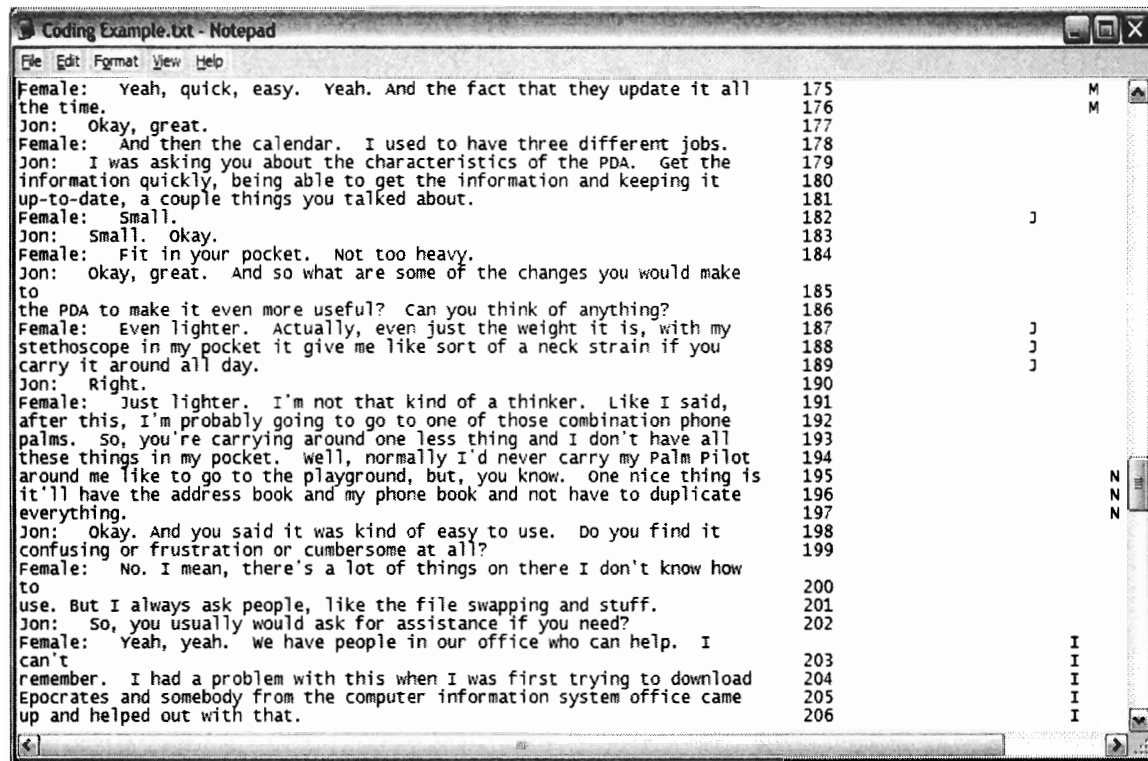 Coding Example.txt - Notepad
File Edit Format View Help
Female: Yeah, quick, easy. Yeah. And the fact that they update it all 175 M
the time. 176 M
Jon: Okay, great. 177
Female: And then the calendar. I used to have three different jobs. 178
Jon: I was asking you about the characteristics of the PDA. Get the 179
information quickly, being able to get the information and keeping it 180
up-to-date, a couple things you talked about. 181
Female: Small. 182 J
Jon: Small. Okay. 183
Female: Fit in your pocket. Not too heavy. 184
Jon: Okay, great. And so what are some of the changes you would make
to 185
the PDA to make it even more useful? Can you think of anything? 186
Female: Even lighter. Actually, even just the weight it is, with my 187 J
stethoscope in my pocket it give me like sort of a neck strain if you 188 J
carry it around all day. 189 J
Jon: Right. 190
Female: Just lighter. I'm not that kind of a thinker. Like I said, 191
after this, I'm probably going to go to one of those combination phone 192
palms. So, you're carrying around one less thing and I don't have all 193
these things in my pocket. Well, normally I'd never carry my Palm Pilot 194
around me like to go to the playground, but, you know. One nice thing is 195 N
it'll have the address book and my phone book and not have to duplicate 196 N
everything. 197 N
Jon: Okay. And you said it was kind of easy to use. Do you find it 198
confusing or frustration or cumbersome at all? 199
Female: No. I mean, there's a lot of things on there I don't know how
to 200
use. But I always ask people, like the file swapping and stuff. 201
Jon: So, you usually would ask for assistance if you need? 202
Female: Yeah, yeah. We have people in our office who can help. I I
can't 203 I
remember. I had a problem with this when I was first trying to download 204 I
Epocrates and somebody from the computer information system office came 205 I
up and helped out with that. 206 I